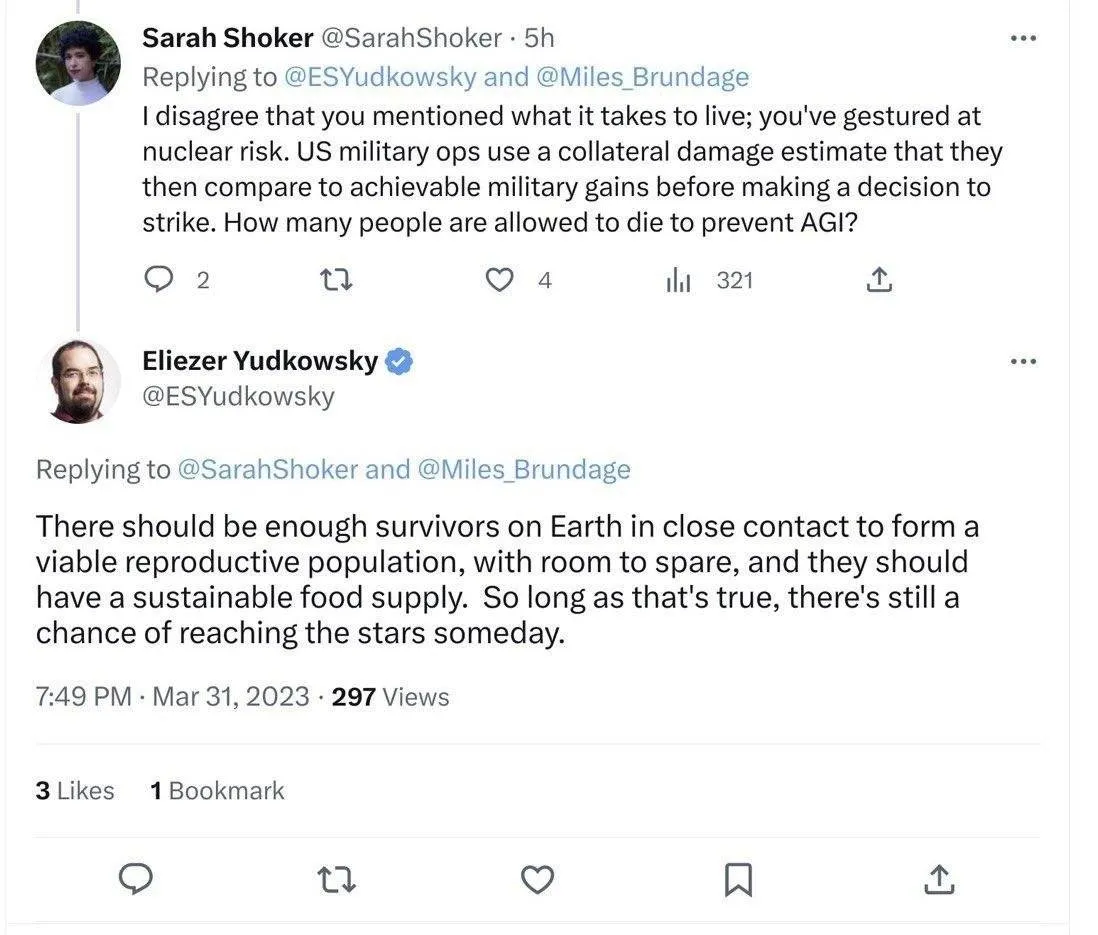 Sarah Shoker @SarahShoker · 5h
Replying to @ESYudkowsky and @Miles_Brundage
I disagree that you mentioned what it takes to live; you've gestured at
nuclear risk. US military ops use a collateral damage estimate that they
then compare to achievable military gains before making a decision to
strike. How many people are allowed to die to prevent AGI?
2 4 321
Eliezer Yudkowsky
@ESYudkowsky
Replying to @SarahShoker and @Miles_Brundage
There should be enough survivors on Earth in close contact to form a
viable reproductive population, with room to spare, and they should
have a sustainable food supply.  So long as that's true, there's still a
chance of reaching the stars someday.
7:49 PM · Mar 31, 2023 · 297 Views
3 Likes 1 Bookmark